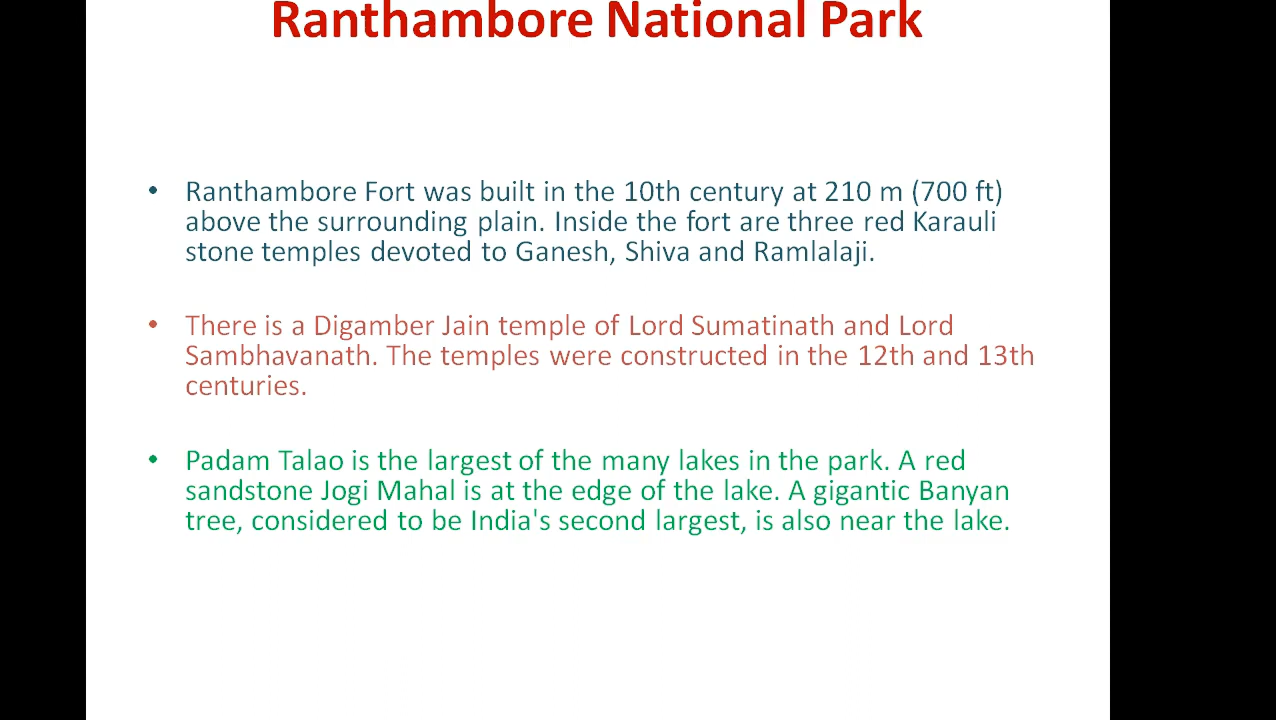 Ranthambore National Park
• Ranthambore Fort was built in the 10th century at 210 m (700 ft)
above the surrounding plain. Inside the fort are three red Karauli
stone temples devoted to Ganesh, Shiva and Ramlalaji.
• There is a Digamber Jain temple of Lord Sumatinath and Lord
Sambhavanath. The temples were constructed in the 12th and 13th
centuries.
• Padam Talao is the largest of the many lakes in the park. A red
sandstone Jogi Mahal is at the edge of the lake. A gigantic Banyan
tree, considered to be India's second largest, is also near the lake.